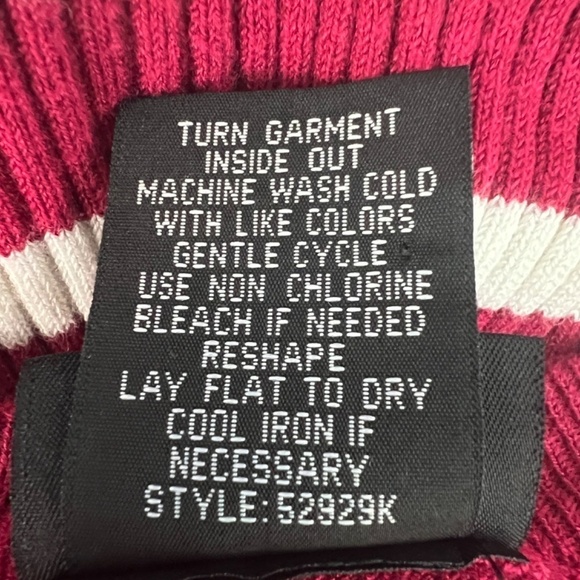 TURN GARMENT
INSIDE OUT
MACHINE WASH COLD
WITH LIKE COLORS
GENTLE CYCLE
USE NON CHLORINE
BLEACH IF NEEDED
RESHAPE
LAY FLAT TO DRY
COOL IRON IF
NECESSARY
STYLE: 52929K